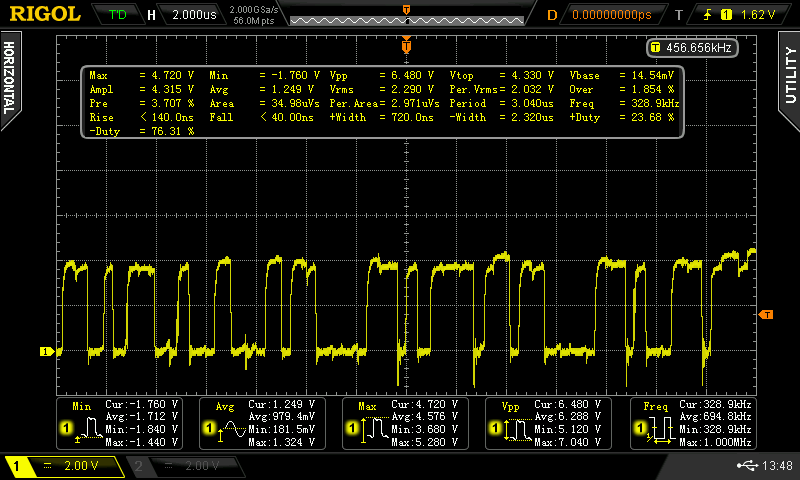 RIGOL T'D H 2.000us 2.000GSa/s 56.0M pts D 0.00000000ps T 1 1.62 V
HORIZONTAL
UTILITY
T 456.656kHz
Max = 4.720 V Min = -1.760 V Vpp = 6.480 V Vtop = 4.330 V Vbase = 14.54mV
Ampl = 4.315 V Avg = 1.249 V Vrms = 2.290 V Per.Vrms= 2.032 V Over = 1.854 %
Pre = 3.707 % Area = 34.98uVs Per.Area= 2.971uVs Period = 3.040us Freq = 328.9kHz
Rise < 140.0ns Fall < 40.00ns +Width = 720.0ns -Width = 2.320us +Duty = 23.68 %
-Duty = 76.31 %
T
1
T
Min Cur:-1.760 V
Avg:-1.712 V
1 Min:-1.840 V
Max:-1.440 V
Avg Cur:1.249 V
Avg:979.4mV
1 Min:181.5mV
Max:1.324 V
Max Cur:4.720 V
Avg:4.576 V
1 Min:3.680 V
Max:5.280 V
Vpp Cur:6.480 V
Avg:6.288 V
1 Min:5.120 V
Max:7.040 V
Freq Cur:328.9kHz
Avg:694.8kHz
1 Min:328.9kHz
Max:1.000MHz
1 2.00 V 2 2.00 V 13:48